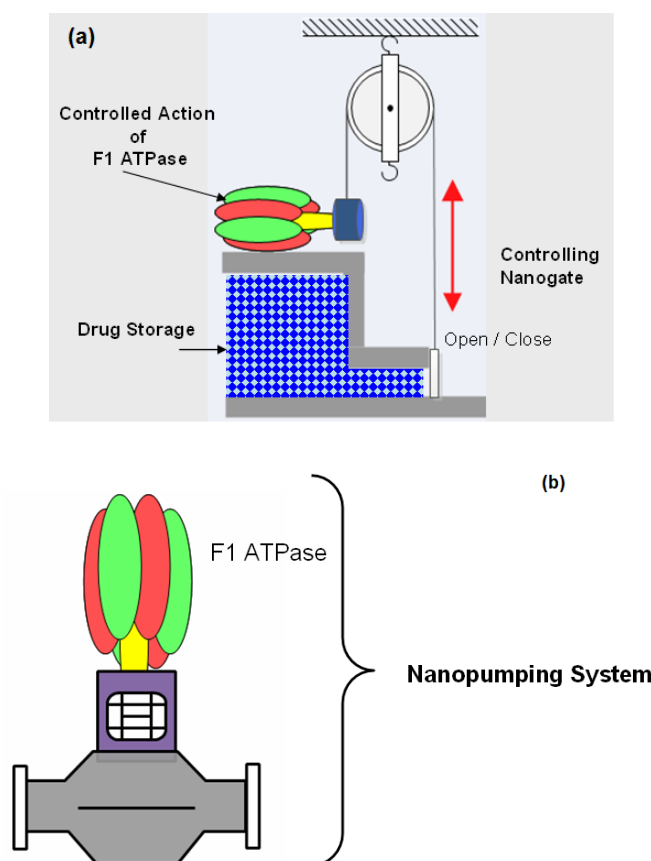 (a)
Controlled Action
of
F1 ATPase
Controlling
Nanogate
Drug Storage
Open / Close
(b)
F1 ATPase
Nanopumping System